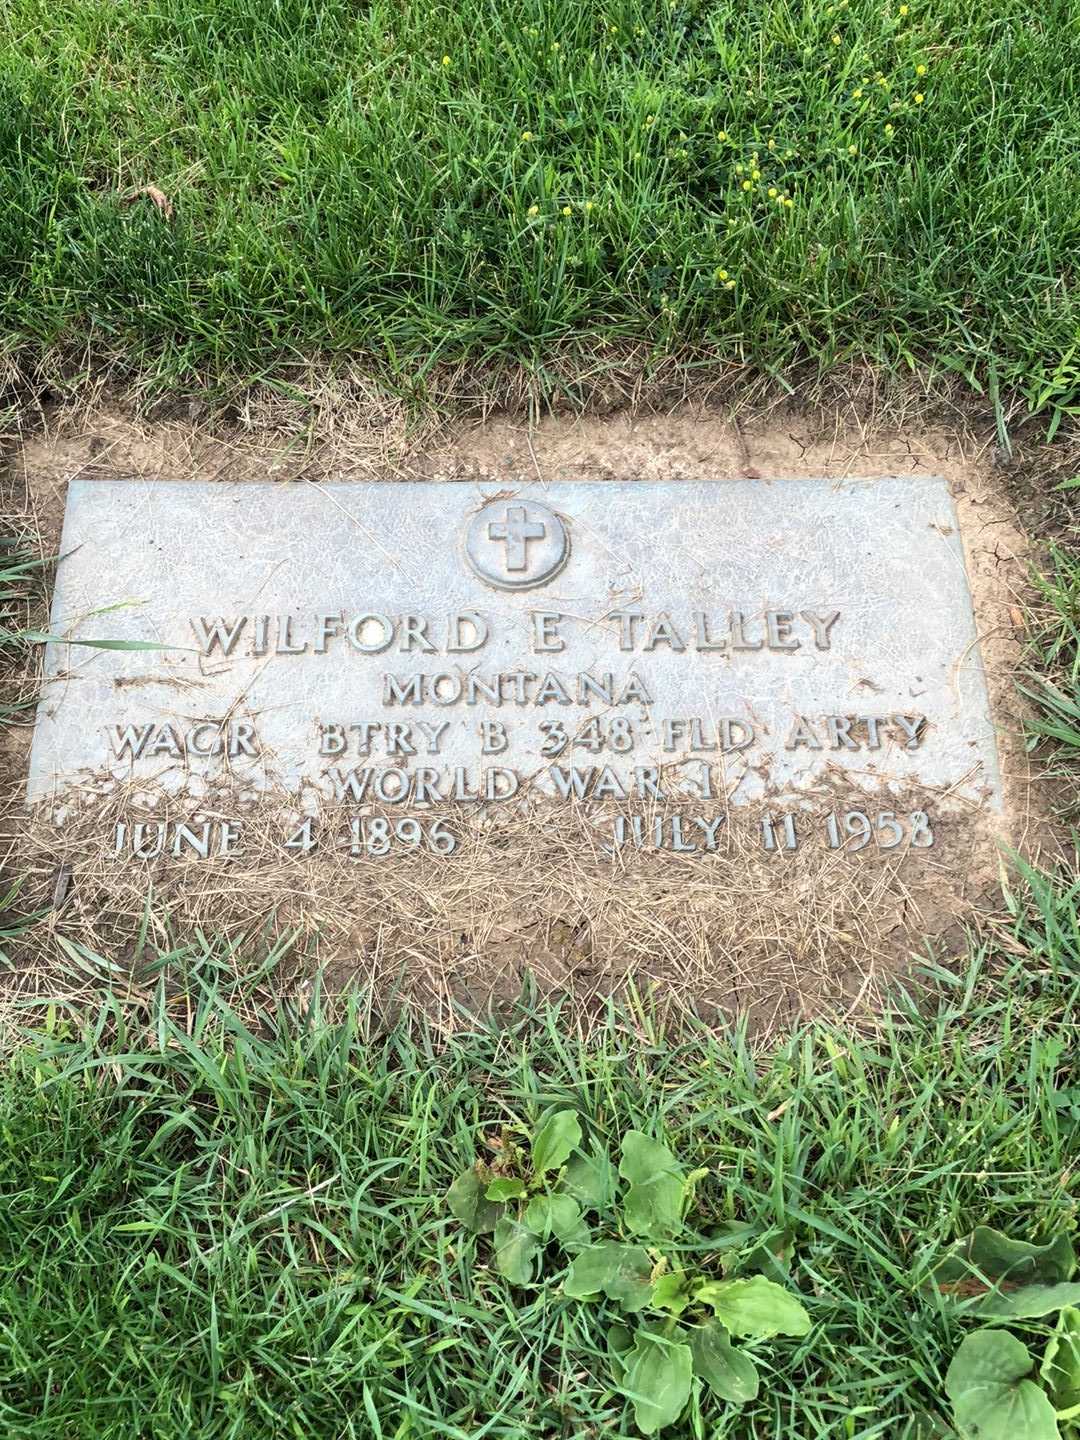 WILFORD E TALLEY
MONTANA
WAGR BTRY B 348 FLD ARTY
WORLD WAR I
JUNE 4 1896 JULY 11 1958